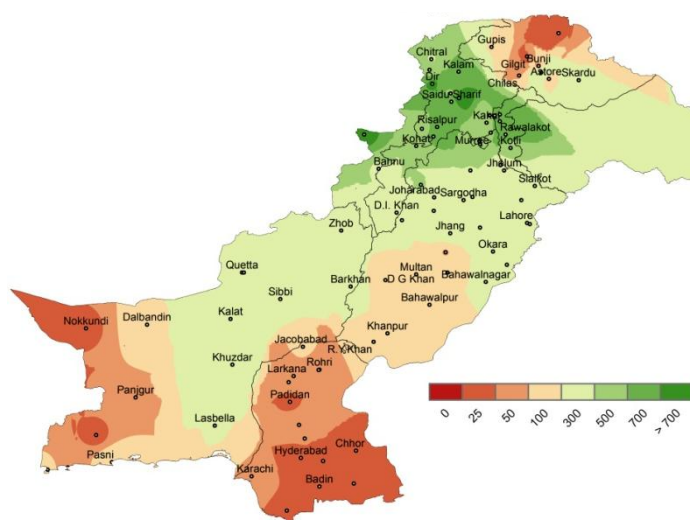 Gupis
Chitral
Bunji
Kalam
Gilgit
Dir
Astore
Skardu
Chilas
Saidu Sharif
Risalpur
Kakul
Rawalakot
Kohat
Murree
Kotli
Bannu
Jhalum
Sialkot
Joharabad
Sargodha
D.I. Khan
Lahore
Zhob
Jhang
Okara
Quetta
Multan
Barkhan
D G Khan
Bahawalnagar
Sibbi
Bahawalpur
Kalat
Dalbandin
Nokkundi
Khanpur
Jacobabad
R.Y.Khan
Khuzdar
Rohri
Larkana
Panjgur
Padidan
Lasbella
0
25
50
100
300
500
700
> 700
Chhor
Hyderabad
Pasni
Karachi
Badin